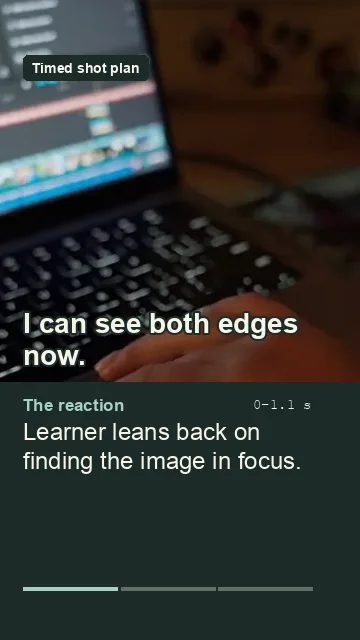 Timed shot plan
I can see both edges
now.
The reaction
0–1.1 s
Learner leans back on
finding the image in focus.